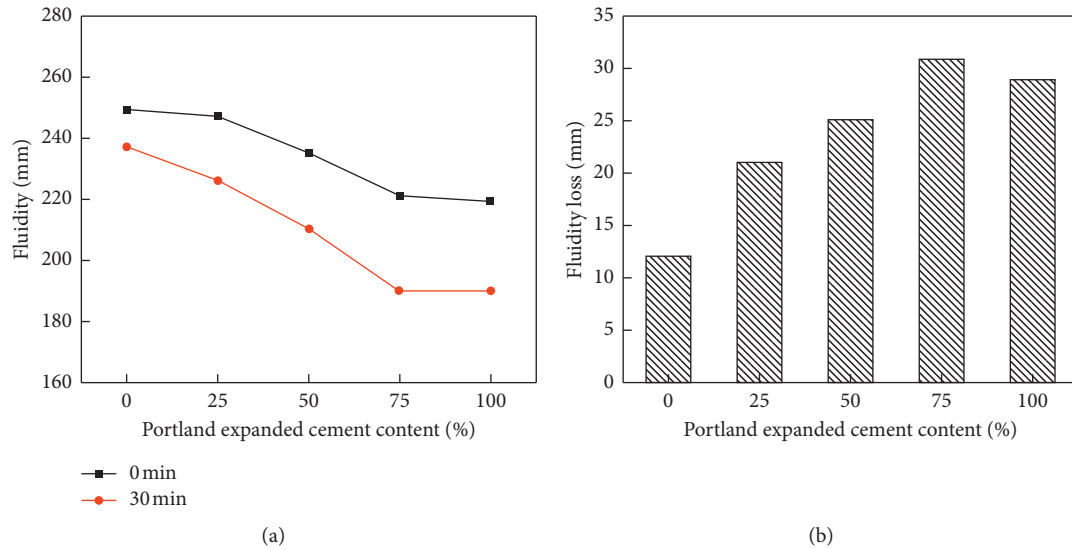 280
260
240
220
200
180
160
Fluidity (mm)
0 25 50 75 100
Portland expanded cement content (%)
0 min
30 min
(a)
35
30
25
20
15
10
5
0
Fluidity loss (mm)
0 25 50 75 100
Portland expanded cement content (%)
(b)